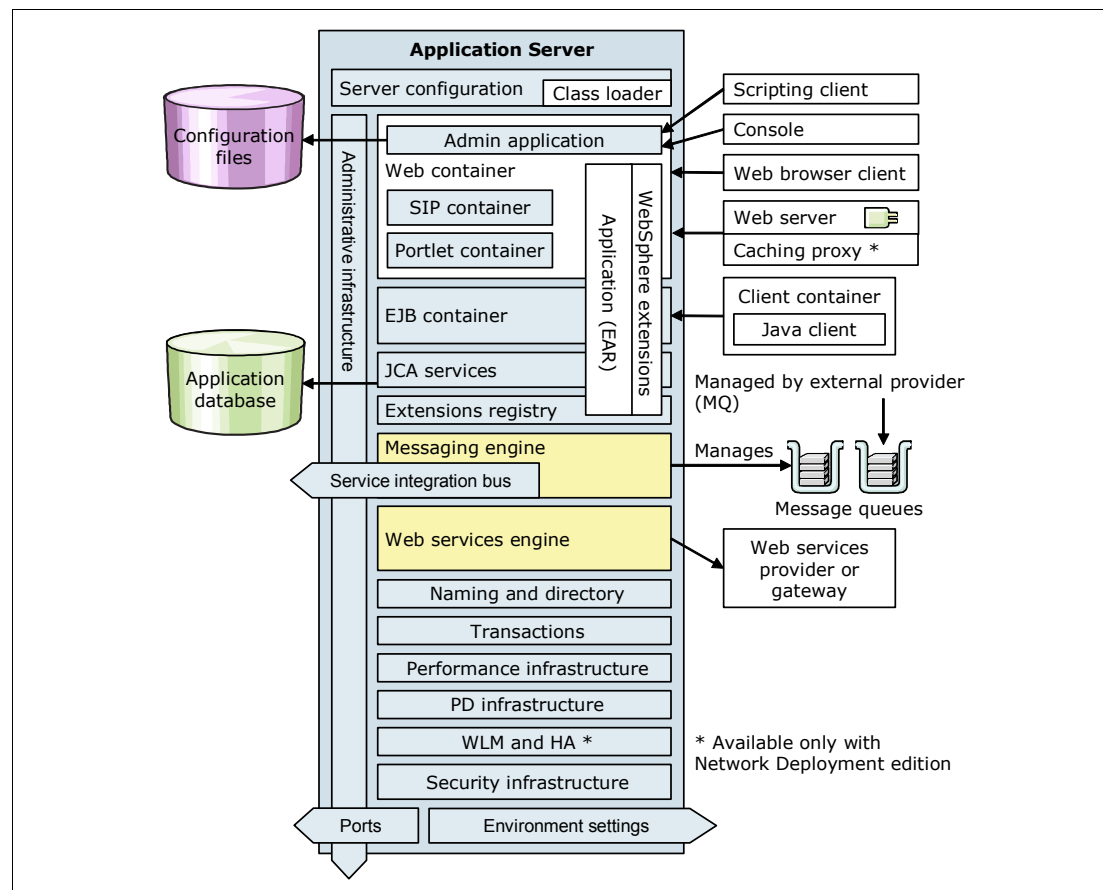 Application Server
Server configuration
Class loader
Scripting client
Configuration
files
Administrative infrastructure
Admin application
Console
Web container
Web browser client
SIP container
Application (EAR)
WebSphere extensions
Web server
Portlet container
Caching proxy *
EJB container
Client container
Java client
Application
database
JCA services
Managed by external provider
(MQ)
Extensions registry
Messaging engine
Manages
Service integration bus
Message queues
Web services engine
Web services
provider or
gateway
Naming and directory
Transactions
Performance infrastructure
PD infrastructure
WLM and HA *
* Available only with
Network Deployment edition
Security infrastructure
Ports
Environment settings